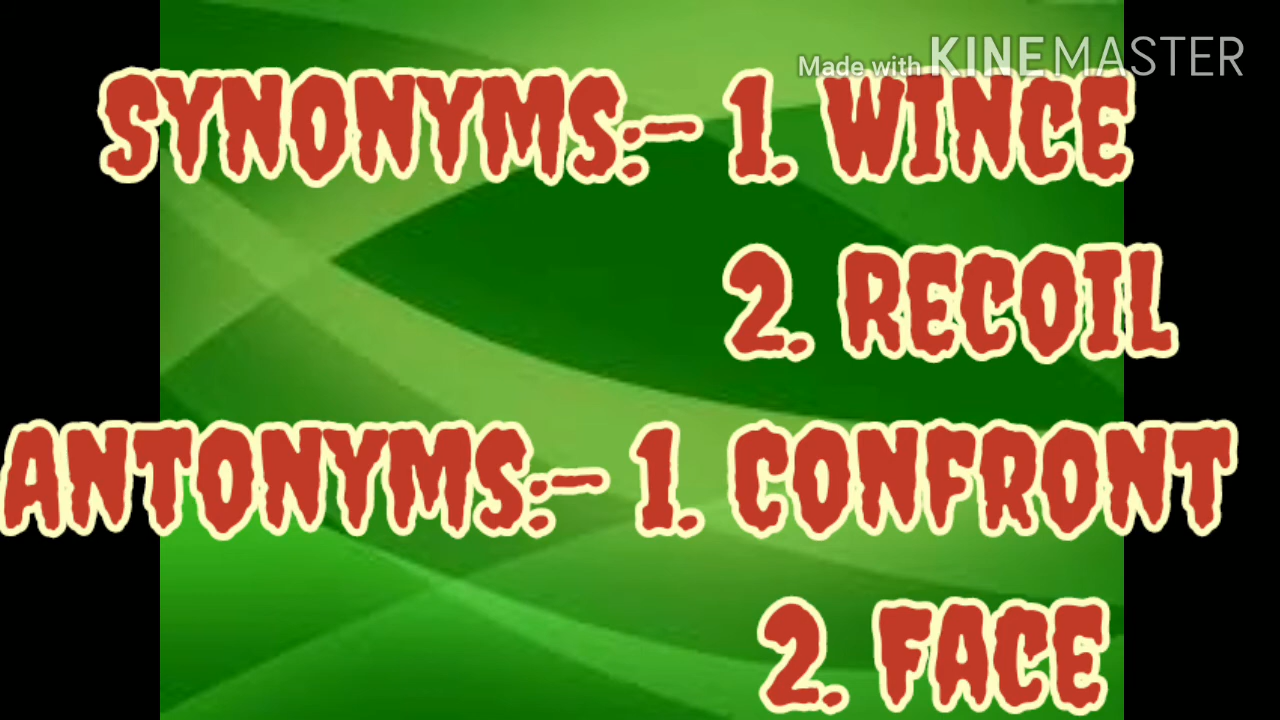 Made with KINEMASTER
SYNONYMS:- 1. WINCE
2. RECOIL
ANTONYMS:- 1. CONFRONT
2. FACE